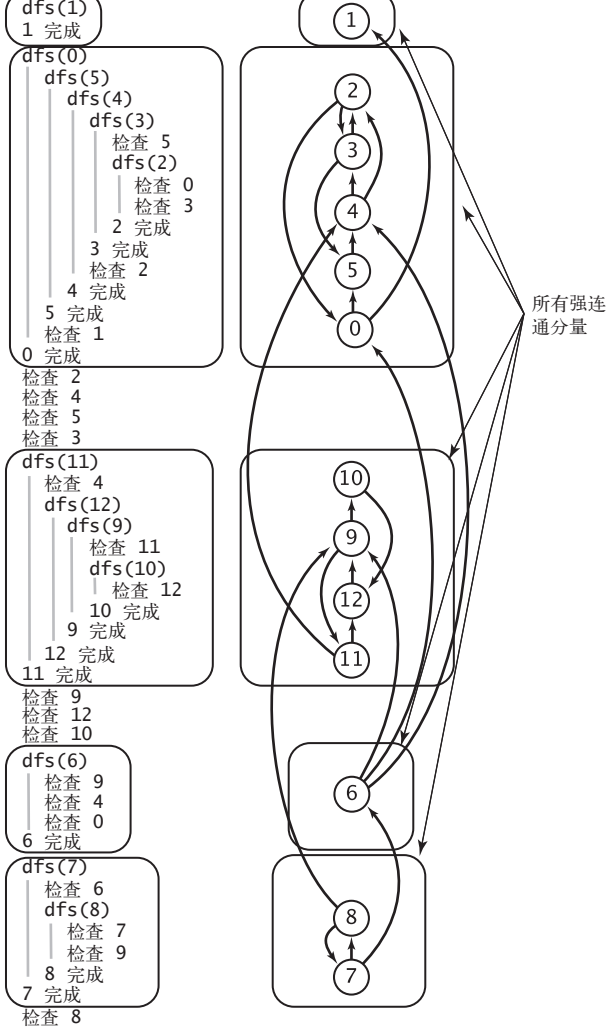 dfs(1)
1 完成
dfs(0)
dfs(5)
dfs(4)
dfs(3)
检查 5
dfs(2)
检查 0
检查 3
2 完成
3 完成
检查 2
4 完成
5 完成
检查 1
0 完成
检查 2
检查 4
检查 5
检查 3
dfs(11)
检查 4
dfs(12)
dfs(9)
检查 11
dfs(10)
检查 12
10 完成
9 完成
12 完成
11 完成
检查 9
检查 12
检查 10
dfs(6)
检查 9
检查 4
检查 0
6 完成
dfs(7)
检查 6
dfs(8)
检查 7
检查 9
8 完成
7 完成
检查 8
1
2
3
4
5
0
10
9
12
11
6
8
7
所有强连
通分量